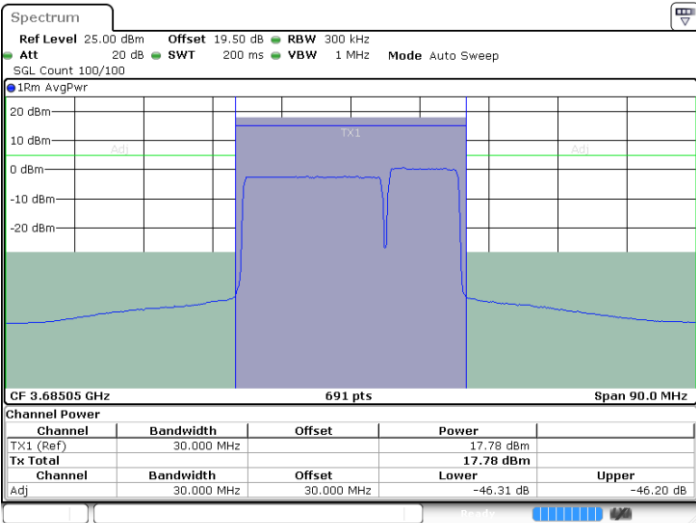 Spectrum
Ref Level 25.00 dBm Offset 19.50 dB RBW 300 kHz
Att 20 dB SWT 200 ms VBW 1 MHz Mode Auto Sweep
SGL Count 100/100
1Rm AvgPwr
20 dBm
TX1
10 dBm
Adj Adj
0 dBm
-10 dBm
-20 dBm
CF 3.68505 GHz 691 pts Span 90.0 MHz
Channel Power
Channel Bandwidth Offset Power
TX1 (Ref) 30.000 MHz 17.78 dBm
Tx Total 17.78 dBm
Channel Bandwidth Offset Lower Upper
Adj 30.000 MHz 30.000 MHz -46.31 dB -46.20 dB
Ready